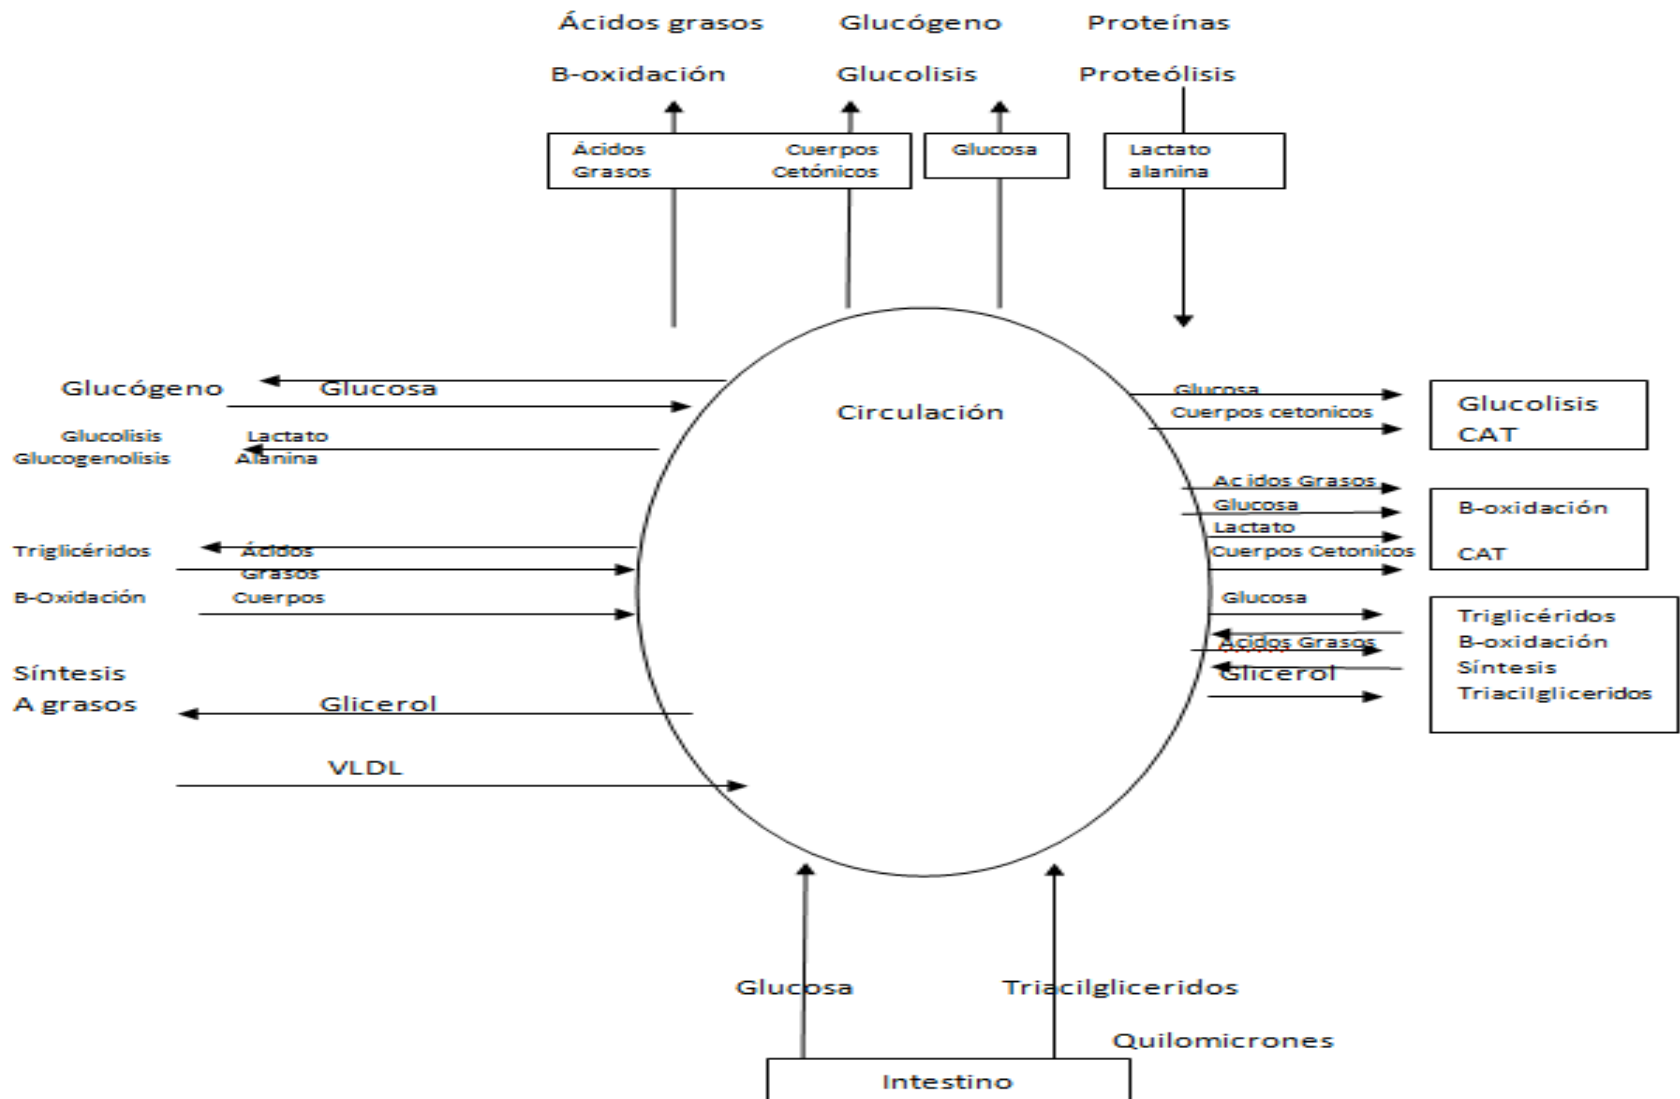 Ácidos grasos Glucógeno Proteínas
B-oxidación Glucolisis Proteólisis
Ácidos Grasos
Cuerpos Cetónicos
Glucosa
Lactato alanina
Circulación
Glucógeno Glucosa
Glucolisis Lactato
Glucogenolisis Alanina
Triglicéridos Ácidos
Grasos
B-Oxidación Cuerpos
Síntesis
A grasos Glicerol
VLDL
Glucosa
Cuerpos cetonicos
Glucolisis
CAT
Acidos Grasos
Glucosa
Lactato
Cuerpos Cetonicos
B-oxidación
CAT
Glucosa
Ácidos Grasos
Glicerol
Triglicéridos
B-oxidación
Síntesis
Triacilgliceridos
Glucosa Triacilgliceridos
Quilomicrones
Intestino